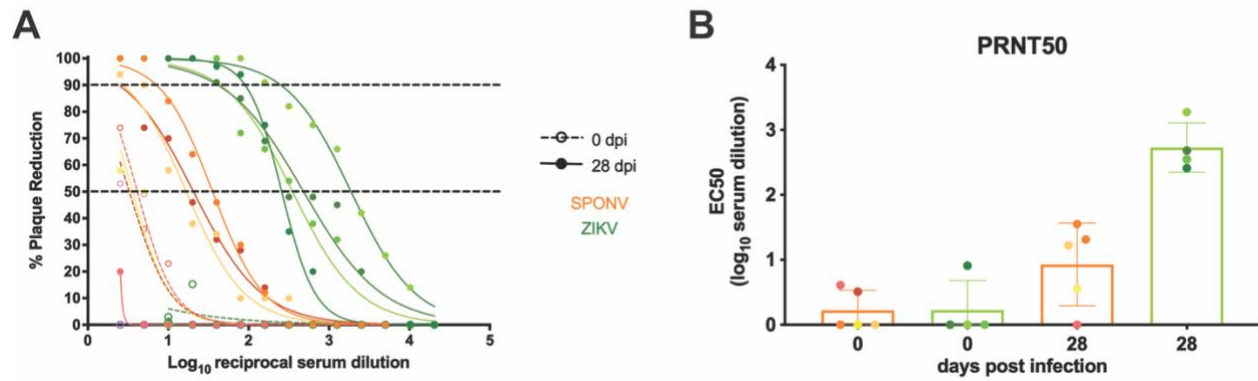 A
100
90
80
70
60
50
40
30
20
10
0
% Plaque Reduction
0 1 2 3 4 5
Log10 reciprocal serum dilution
0 dpi
28 dpi
SPONV
ZIKV
B
PRNT50
4
3
2
1
0
EC50
(log10 serum dilution)
0 0 28 28
days post infection